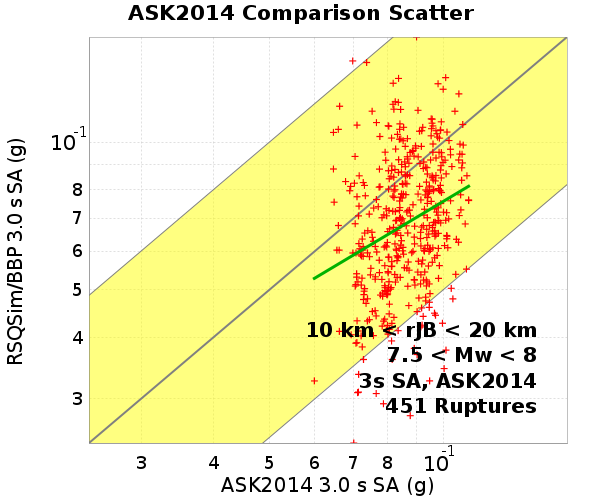 ASK2014 Comparison Scatter
RSQSim/BBP 3.0 s SA (g)
10⁻¹
8
7
6
5
4
3
10 km < rJB < 20 km
7.5 < Mw < 8
3s SA, ASK2014
451 Ruptures
3 4 5 6 7 8 10⁻¹
ASK2014 3.0 s SA (g)